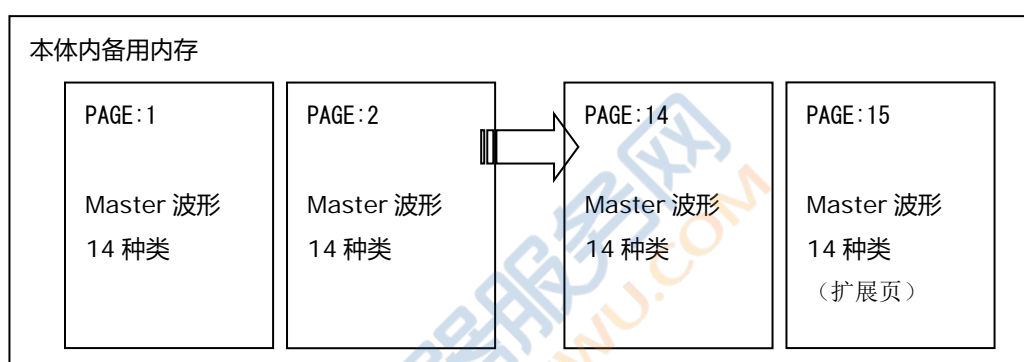 本体内备用内存
PAGE:1
Master 波形
14 种类
PAGE:2
Master 波形
14 种类
PAGE:14
Master 波形
14 种类
PAGE:15
Master 波形
14 种类
（扩展页）